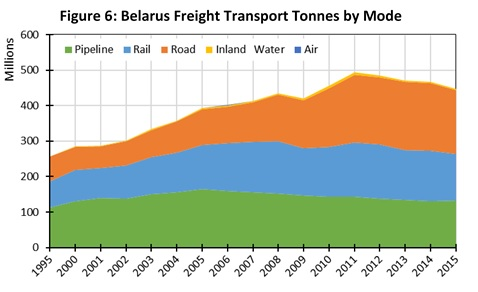 Figure 6: Belarus Freight Transport Tonnes by Mode
Millions
600
500
400
300
200
100
0
Pipeline Rail Road Inland Water Air
1995 2000 2001 2002 2003 2004 2005 2006 2007 2008 2009 2010 2011 2012 2013 2014 2015